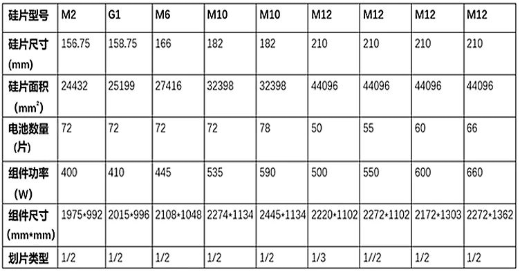 硅片型号 M2 G1 M6 M10 M10 M12 M12 M12 M12
硅片尺寸 156.75 158.75 166 182 182 210 210 210 210
(mm)
硅片面积 24432 25199 27416 32398 32398 44096 44096 44096 44096
(mm²)
电池数量 72 72 72 72 78 50 55 60 66
(片)
组件功率 400 410 445 535 590 500 550 600 660
(W)
组件尺寸 1975*992 2015*996 2108*1048 2274*1134 2445*1134 2220*1102 2272*1102 2172*1303 2272*1362
(mm*mm)
划片类型 1/2 1/2 1/2 1/2 1/2 1/3 1//2 1/2 1/2